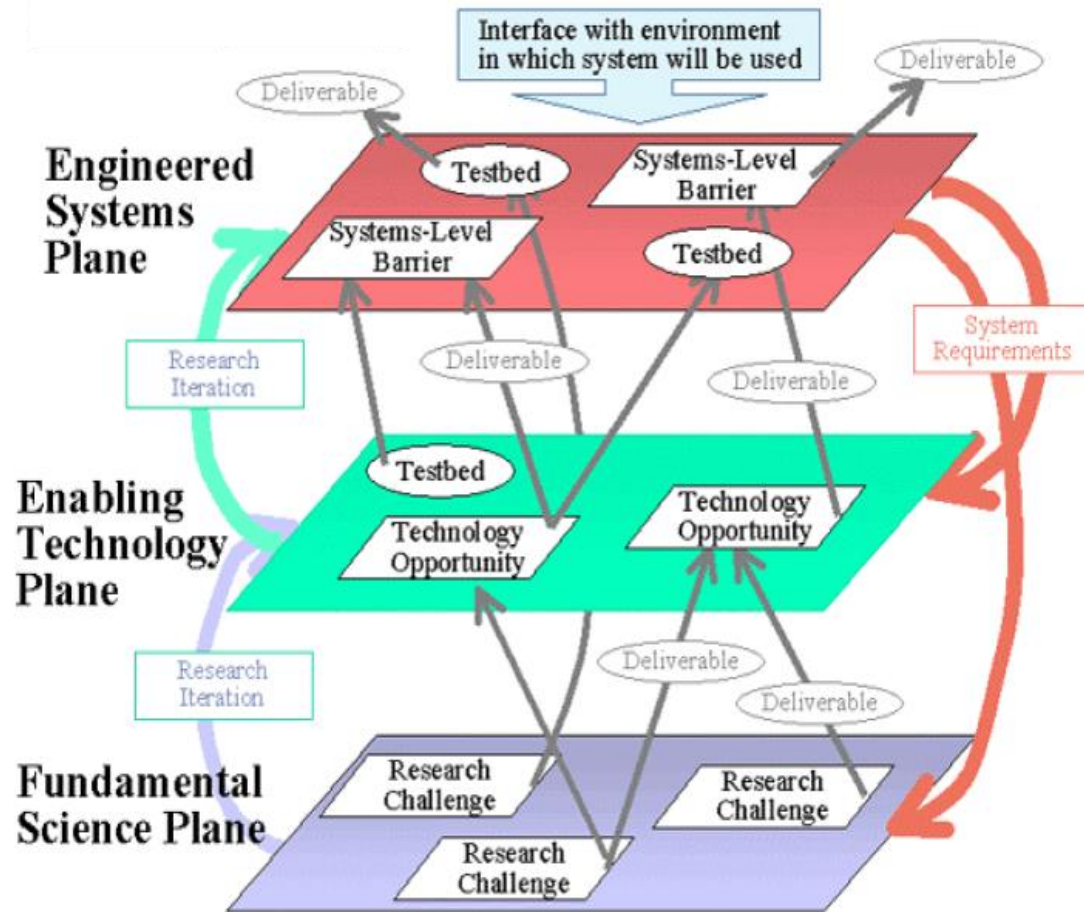 Interface with environment
in which system will be used
Deliverable
Deliverable
Engineered
Systems
Plane
Testbed
Systems-Level
Barrier
Systems-Level
Barrier
Testbed
Research
Iteration
Deliverable
Deliverable
System
Requirements
Enabling
Technology
Plane
Testbed
Technology
Opportunity
Technology
Opportunity
Research
Iteration
Deliverable
Deliverable
Fundamental
Science Plane
Research
Challenge
Research
Challenge
Research
Challenge